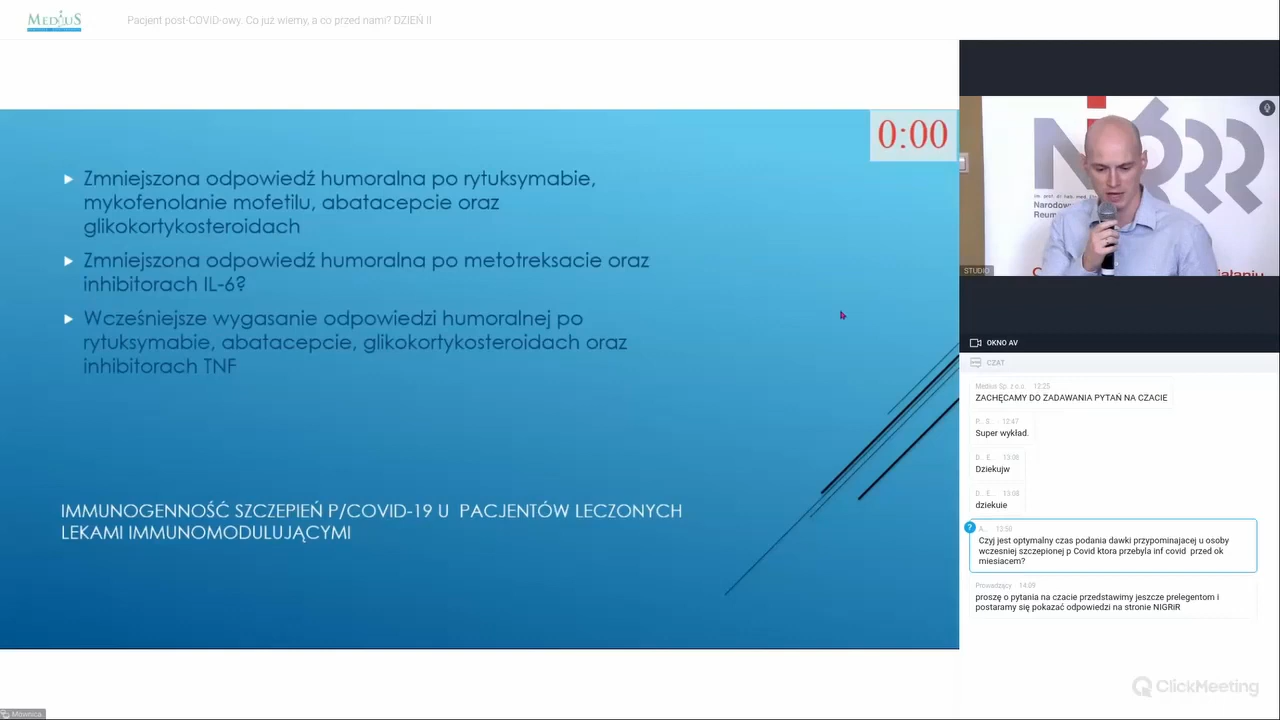 MEDiUS
Pacjent post-COVID-owy. Co już wiemy, a co przed nami? DZIEŃ II
0:00
Zmniejszona odpowiedź humoralna po rytuksymabie,
mykofenolanie mofetilu, abatacepcie oraz
glikokortykosteroidach
Zmniejszona odpowiedź humoralna po metotreksacie oraz
inhibitorach IL-6?
Wcześniejsze wygasanie odpowiedzi humoralnej po
rytuksymabie, abatacepcie, glikokortykosteroidach oraz
inhibitorach TNF
IMMUNOGENNOŚĆ SZCZEPIEŃ P/COVID-19 U PACJENTÓW LECZONYCH
LEKAMI IMMUNOMODULUJĄCYMI
Mównica
Narodow
Reum
STUDIO
OKNO AV
CZAT
Medius Sp. z o.o. 12:25
ZACHĘCAMY DO ZADAWANIA PYTAŃ NA CZACIE
P... S... 12:47
Super wykład.
D... E... 13:08
Dziekujw
D... E... 13:08
dziekuie
?
A... 13:50
Czyj jest optymalny czas podania dawki przypominajacej u osoby
wczesniej szczepionej p Covid ktora przebyla inf covid przed ok
miesiacem?
Prowadzący 14:09
proszę o pytania na czacie przedstawimy jeszcze prelegentom i
postaramy się pokazać odpowiedzi na stronie NIGRiR
ClickMeeting